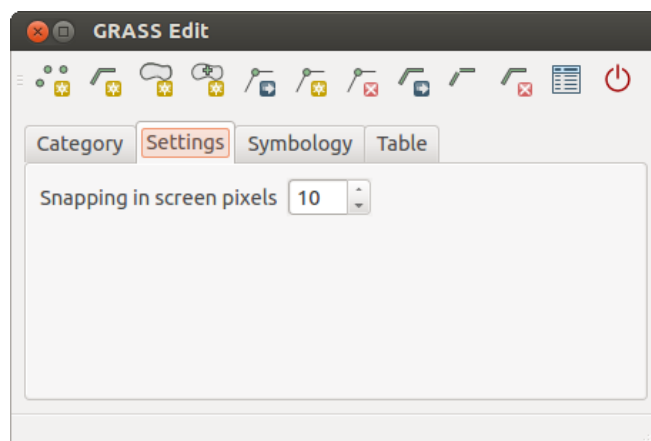 GRASS Edit
Category Settings Symbology Table
Snapping in screen pixels 10